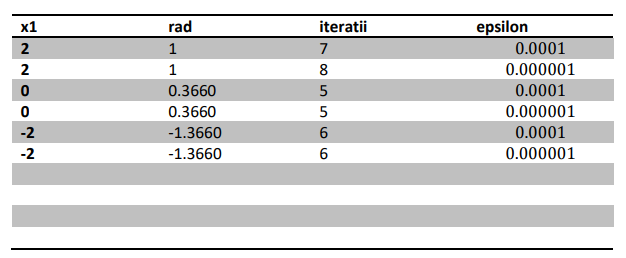 x1 rad iteratii epsilon
2 1 7 0.0001
2 1 8 0.000001
0 0.3660 5 0.0001
0 0.3660 5 0.000001
-2 -1.3660 6 0.0001
-2 -1.3660 6 0.000001